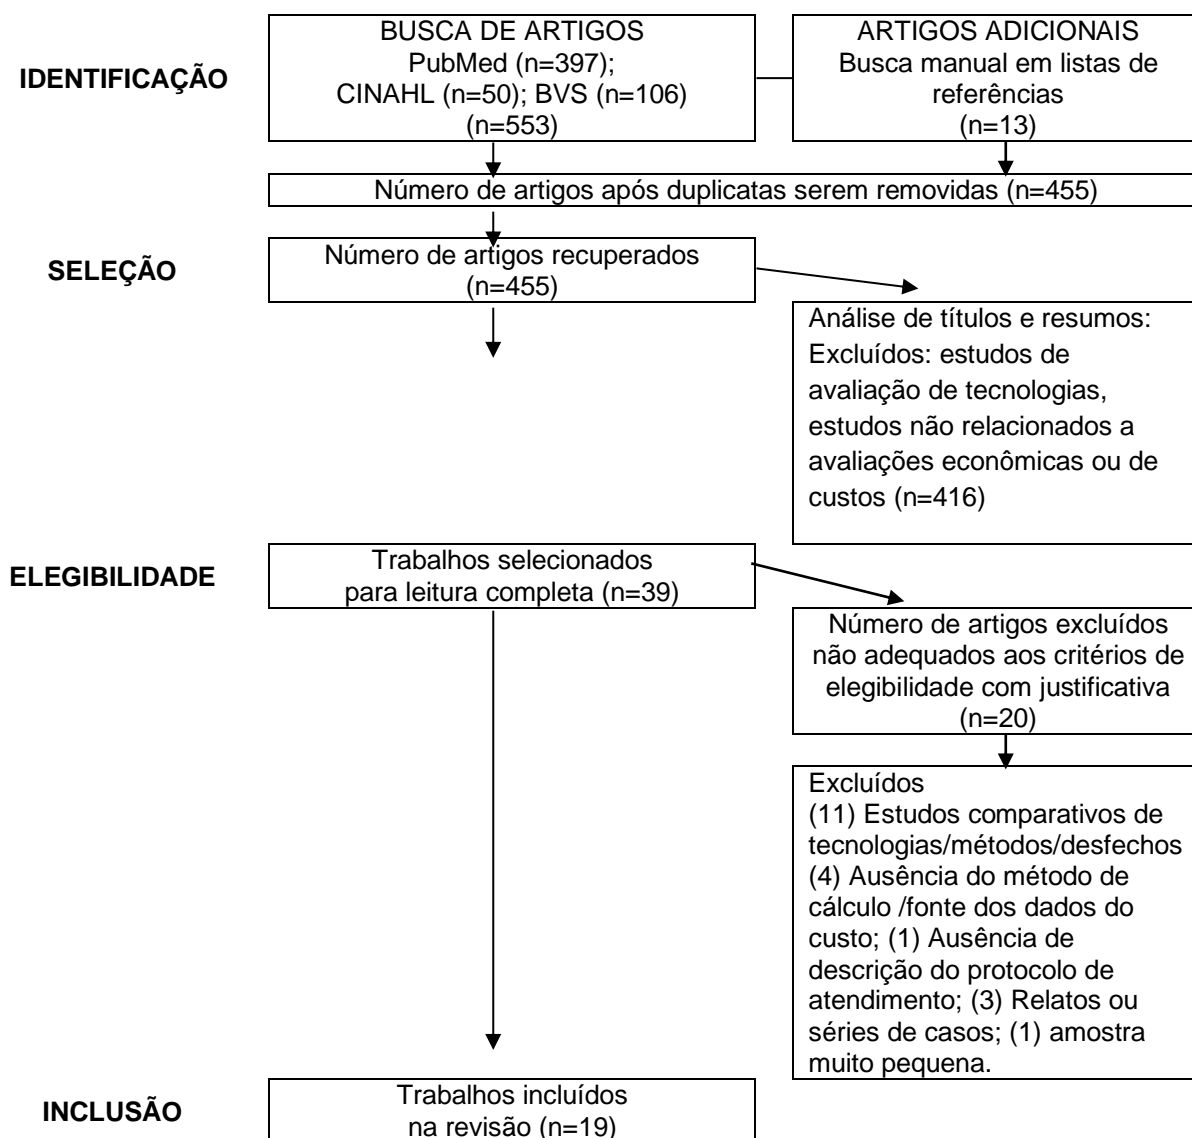 IDENTIFICAÇÃO
BUSCA DE ARTIGOS
PubMed (n=397);
CINAHL (n=50); BVS (n=106)
(n=553)
ARTIGOS ADICIONAIS
Busca manual em listas de
referências
(n=13)
Número de artigos após duplicatas serem removidas (n=455)
SELEÇÃO
Número de artigos recuperados
(n=455)
Análise de títulos e resumos:
Excluídos: estudos de
avaliação de tecnologias,
estudos não relacionados a
avaliações econômicas ou de
custos (n=416)
ELEGIBILIDADE
Trabalhos selecionados
para leitura completa (n=39)
Número de artigos excluídos
não adequados aos critérios de
elegibilidade com justificativa
(n=20)
Excluídos
(11) Estudos comparativos de
tecnologias/métodos/desfechos
(4) Ausência do método de
cálculo /fonte dos dados do
custo; (1) Ausência de
descrição do protocolo de
atendimento; (3) Relatos ou
séries de casos; (1) amostra
muito pequena.
INCLUSÃO
Trabalhos incluídos
na revisão (n=19)